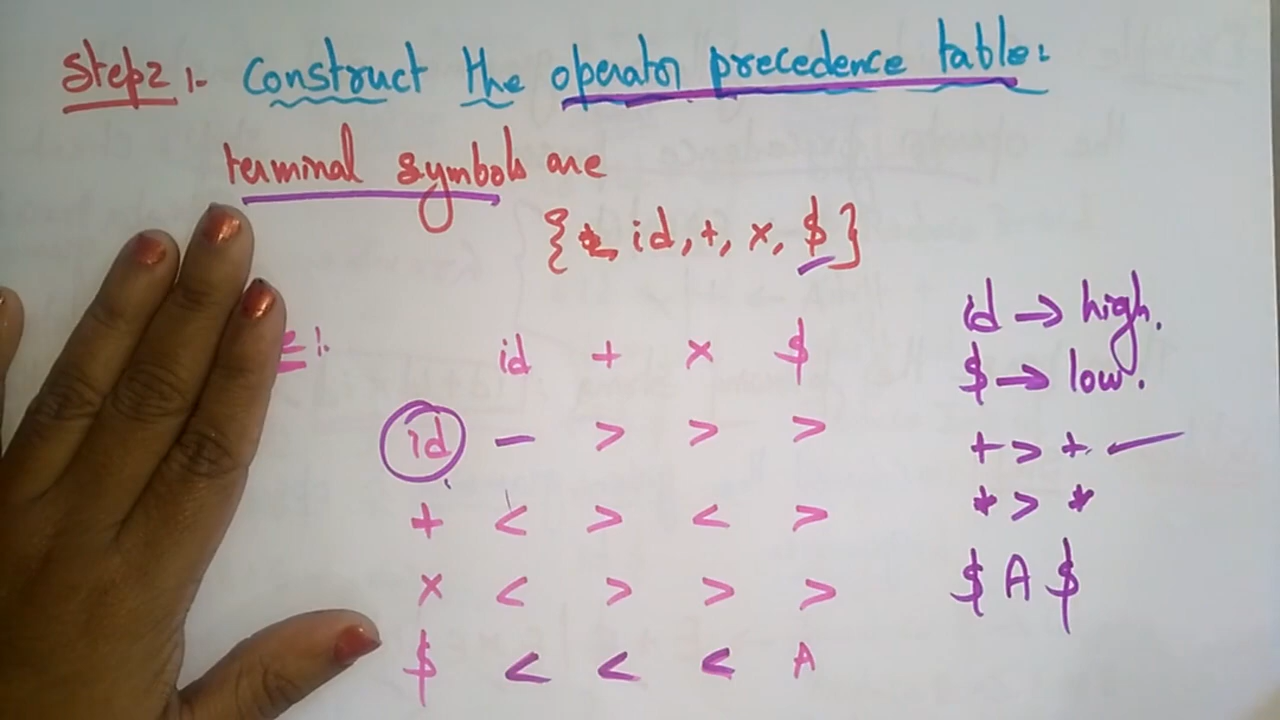 Step2:- Construct the operator precedence table:
terminal symbols are
{ id, +, x, $ }
id + x $
id - > > >
+ < > < >
x < > > >
$ < < < A
id → high.
$ → low.
+ > +
* > *
$ A $